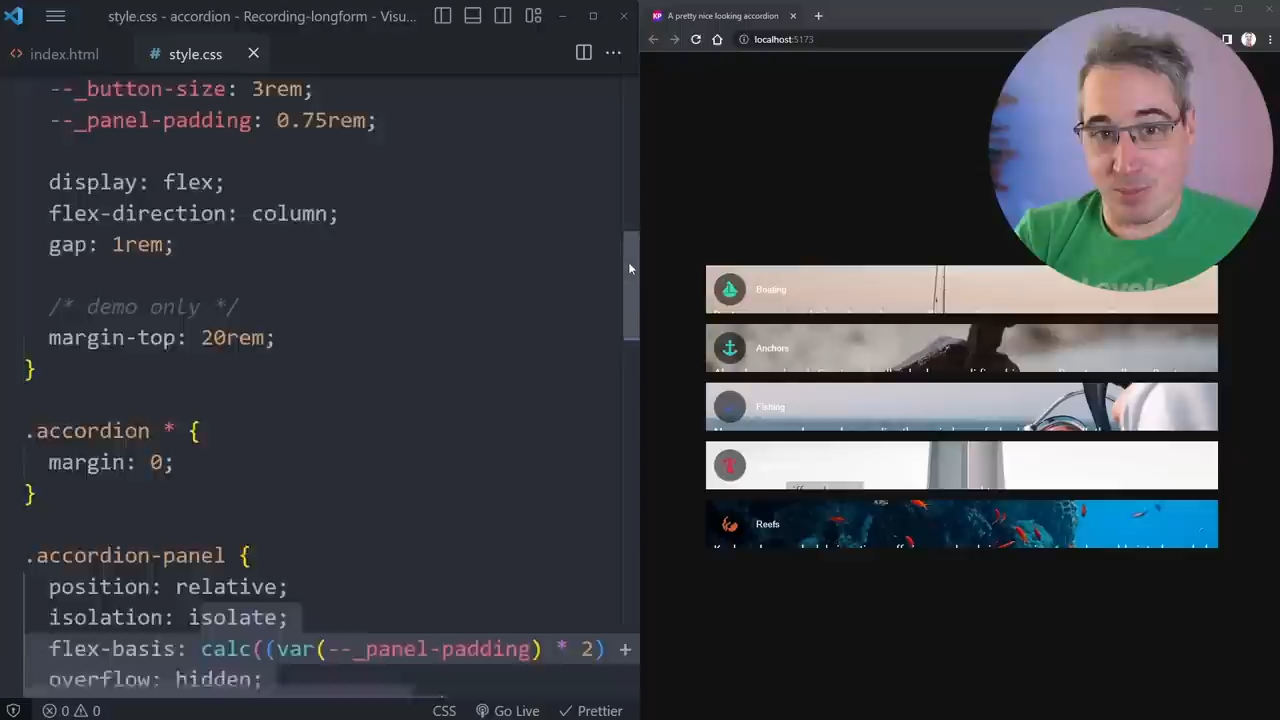 style.css - accordion - Recording-longform - Visu...
index.html
# style.css
--_button-size: 3rem;
--_panel-padding: 0.75rem;
display: flex;
flex-direction: column;
gap: 1rem;
/* demo only */
margin-top: 20rem;
}
.accordion * {
margin: 0;
}
.accordion-panel {
position: relative;
isolation: isolate;
flex-basis: calc((var(--_panel-padding) * 2) +
overflow: hidden;
0 0
CSS
Go Live
Prettier
KP A pretty nice looking accordion
localhost:5173
Boating
Anchors
Fishing
Reefs